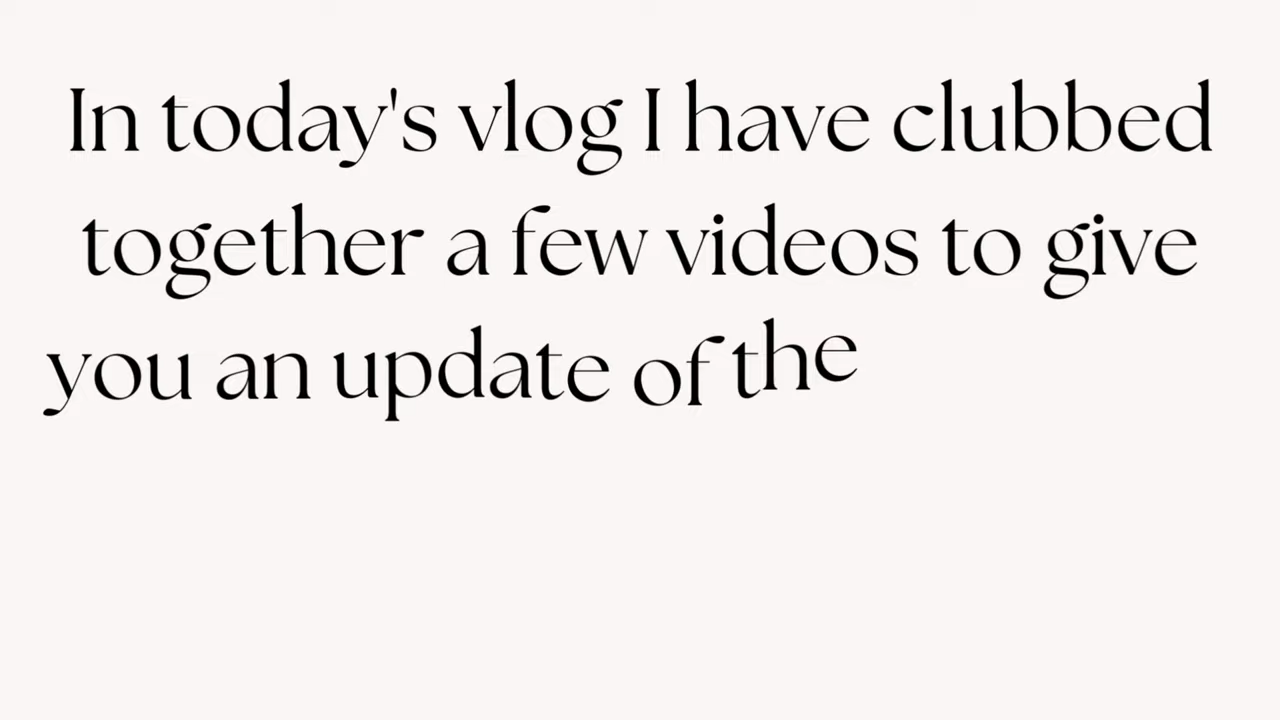 In today's vlog I have clubbed
together a few videos to give
you an update of the